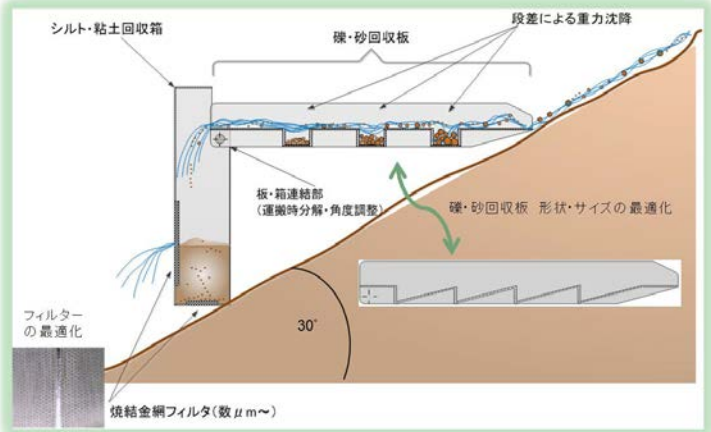 シルト・粘土回収箱
礫・砂回収板
段差による重力沈降
板・箱連結部
(運搬時分解・角度調整)
礫・砂回収板 形状・サイズの最適化
30°
フィルター
の最適化
焼結金網フィルタ(数μm～)